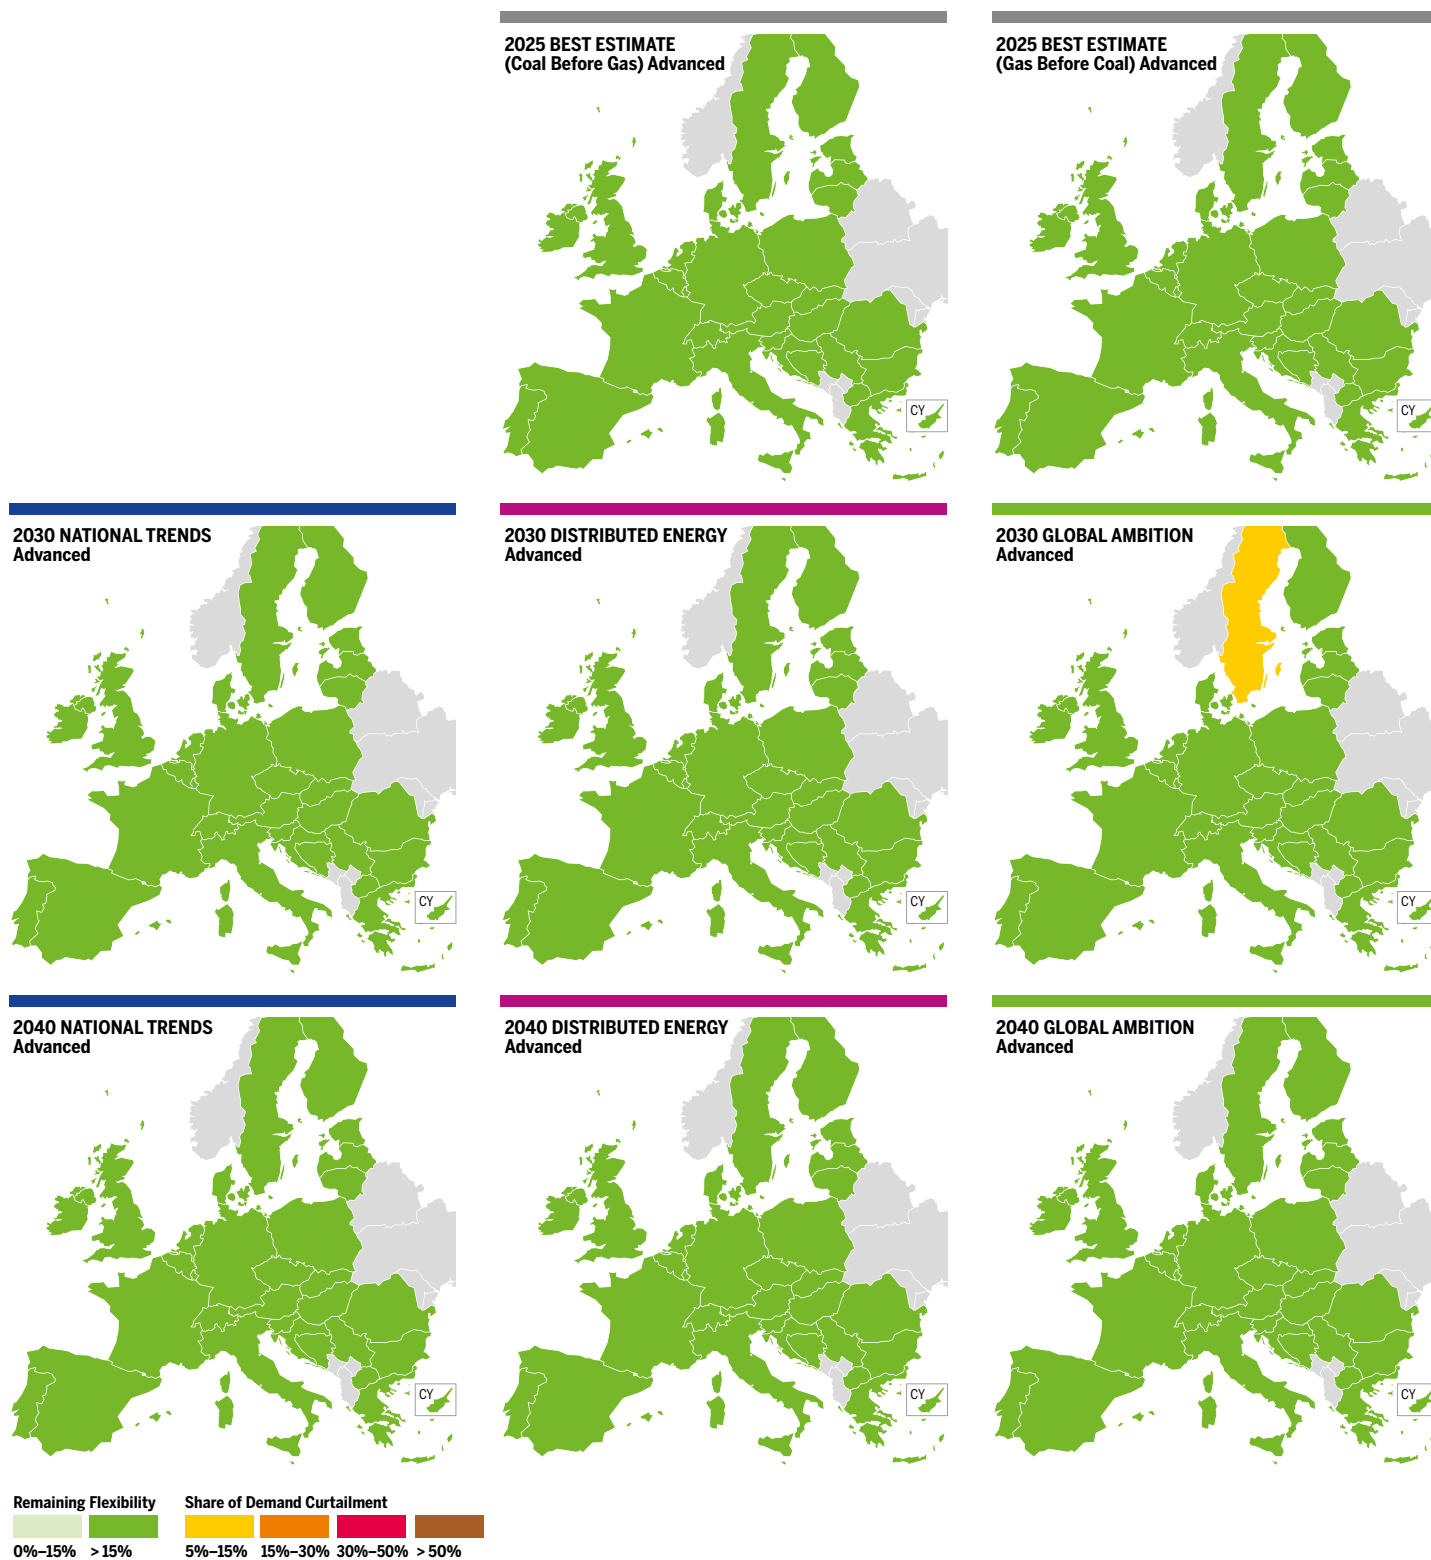 2025 BEST ESTIMATE
(Coal Before Gas) Advanced
2025 BEST ESTIMATE
(Gas Before Coal) Advanced
CY
CY
2030 NATIONAL TRENDS
Advanced
2030 DISTRIBUTED ENERGY
Advanced
2030 GLOBAL AMBITION
Advanced
CY
CY
CY
2040 NATIONAL TRENDS
Advanced
2040 DISTRIBUTED ENERGY
Advanced
2040 GLOBAL AMBITION
Advanced
CY
CY
CY
Remaining Flexibility
0%–15% > 15%
Share of Demand Curtailment
5%–15% 15%–30% 30%–50% > 50%